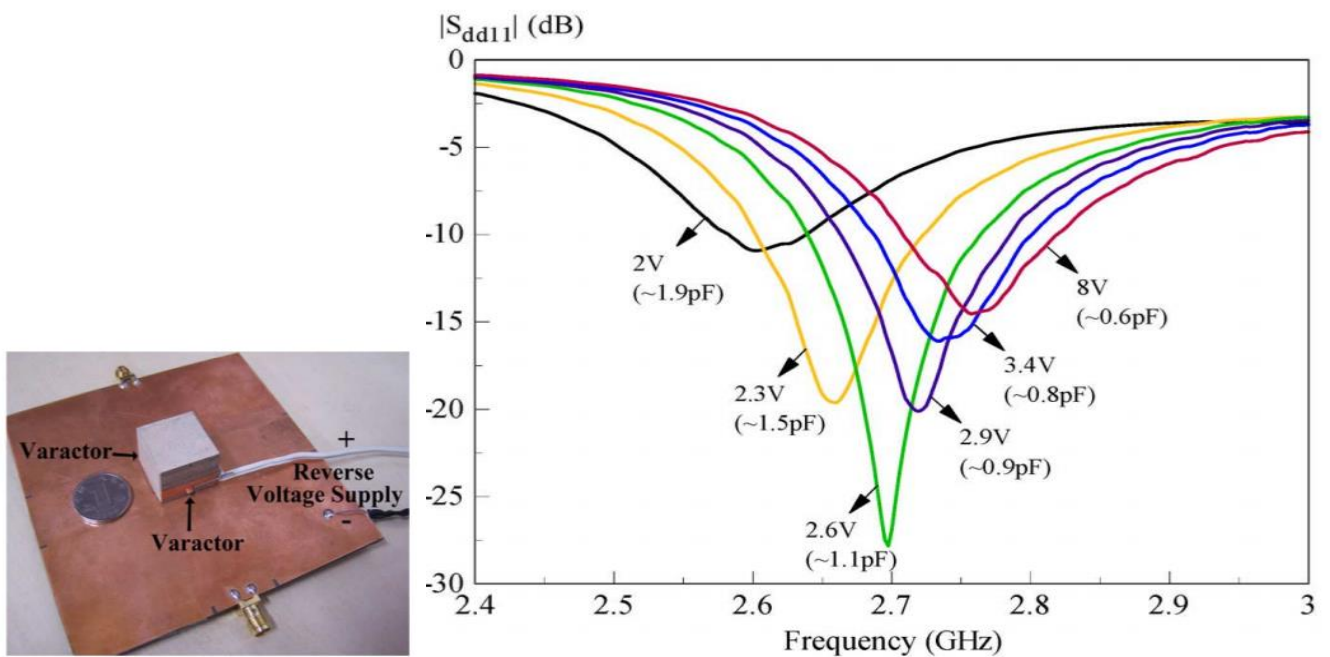 Varactor
+
Reverse
Voltage Supply
-
Varactor
|Sdd11| (dB)
0
-5
-10
-15
-20
-25
-30
2.4
2.5
2.6
2.7
2.8
2.9
3
Frequency (GHz)
2V
(~1.9pF)
2.3V
(~1.5pF)
2.6V
(~1.1pF)
2.9V
(~0.9pF)
3.4V
(~0.8pF)
8V
(~0.6pF)